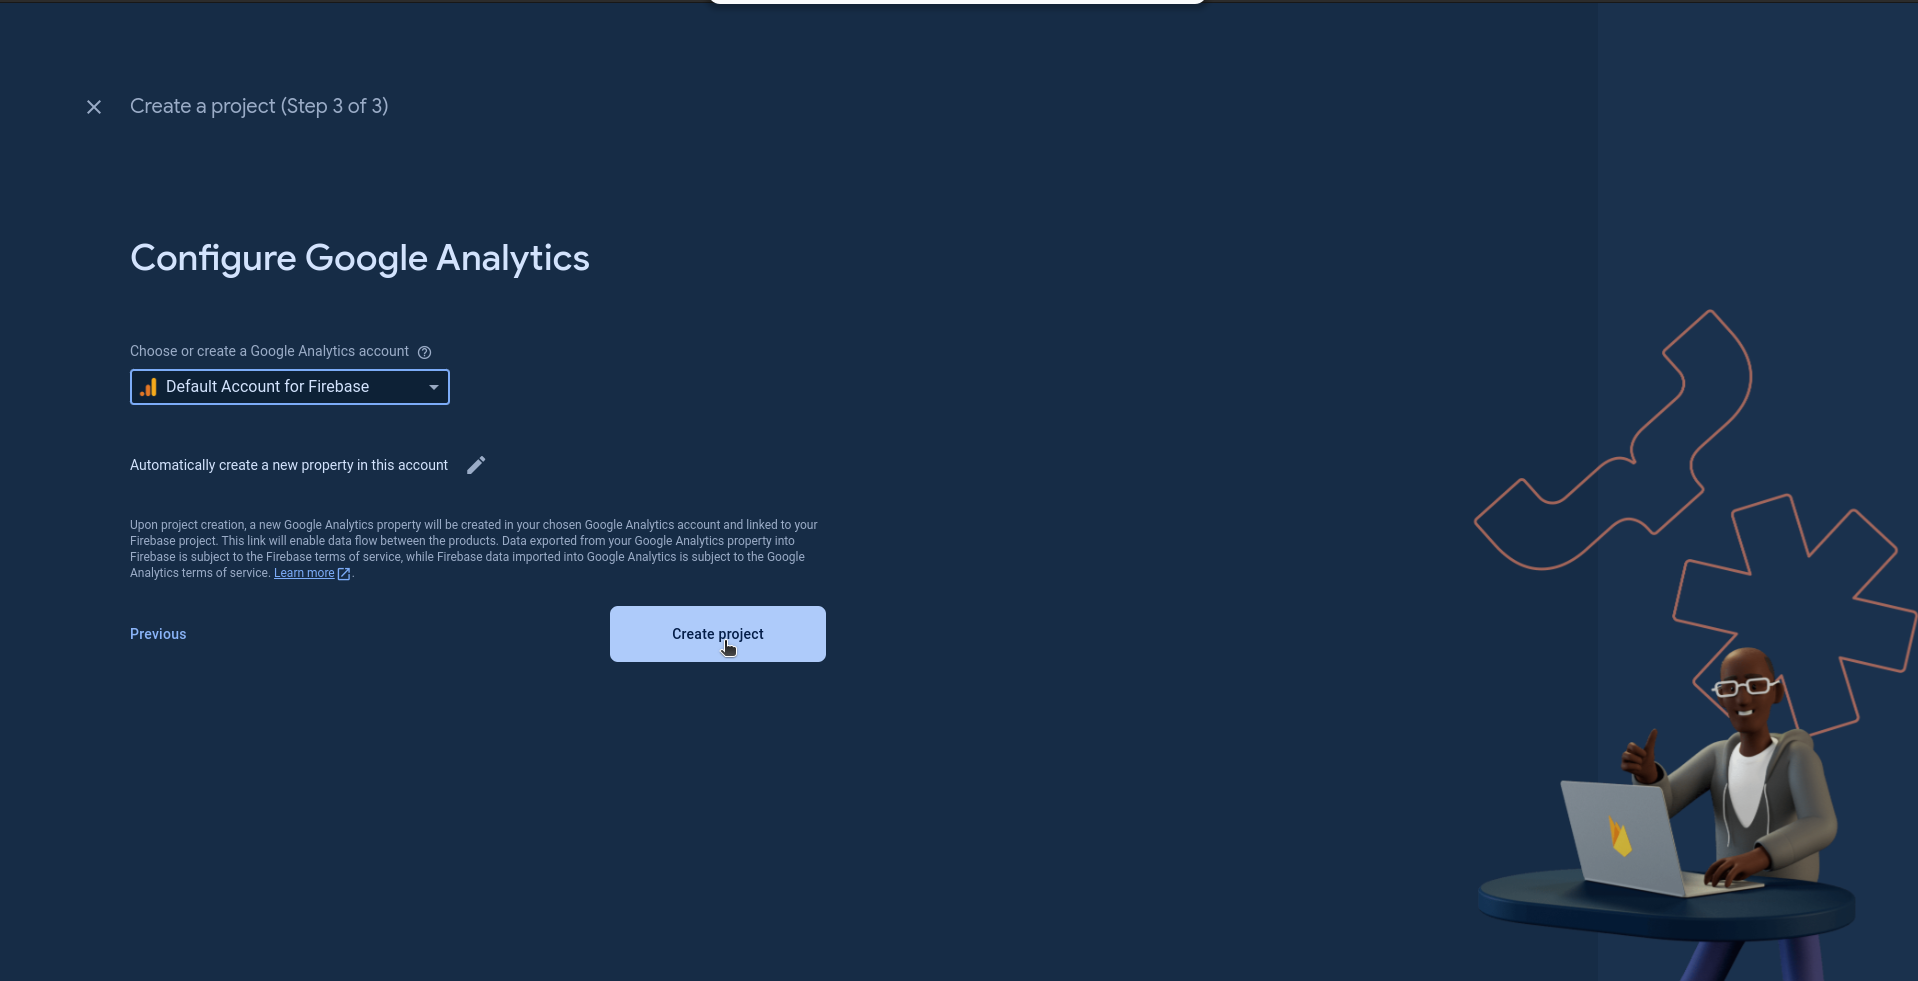 Create a project (Step 3 of 3)
Configure Google Analytics
Choose or create a Google Analytics account
Default Account for Firebase
Automatically create a new property in this account
Upon project creation, a new Google Analytics property will be created in your chosen Google Analytics account and linked to your
Firebase project. This link will enable data flow between the products. Data exported from your Google Analytics property into
Firebase is subject to the Firebase terms of service, while Firebase data imported into Google Analytics is subject to the Google
Analytics terms of service. Learn more .
Previous
Create project